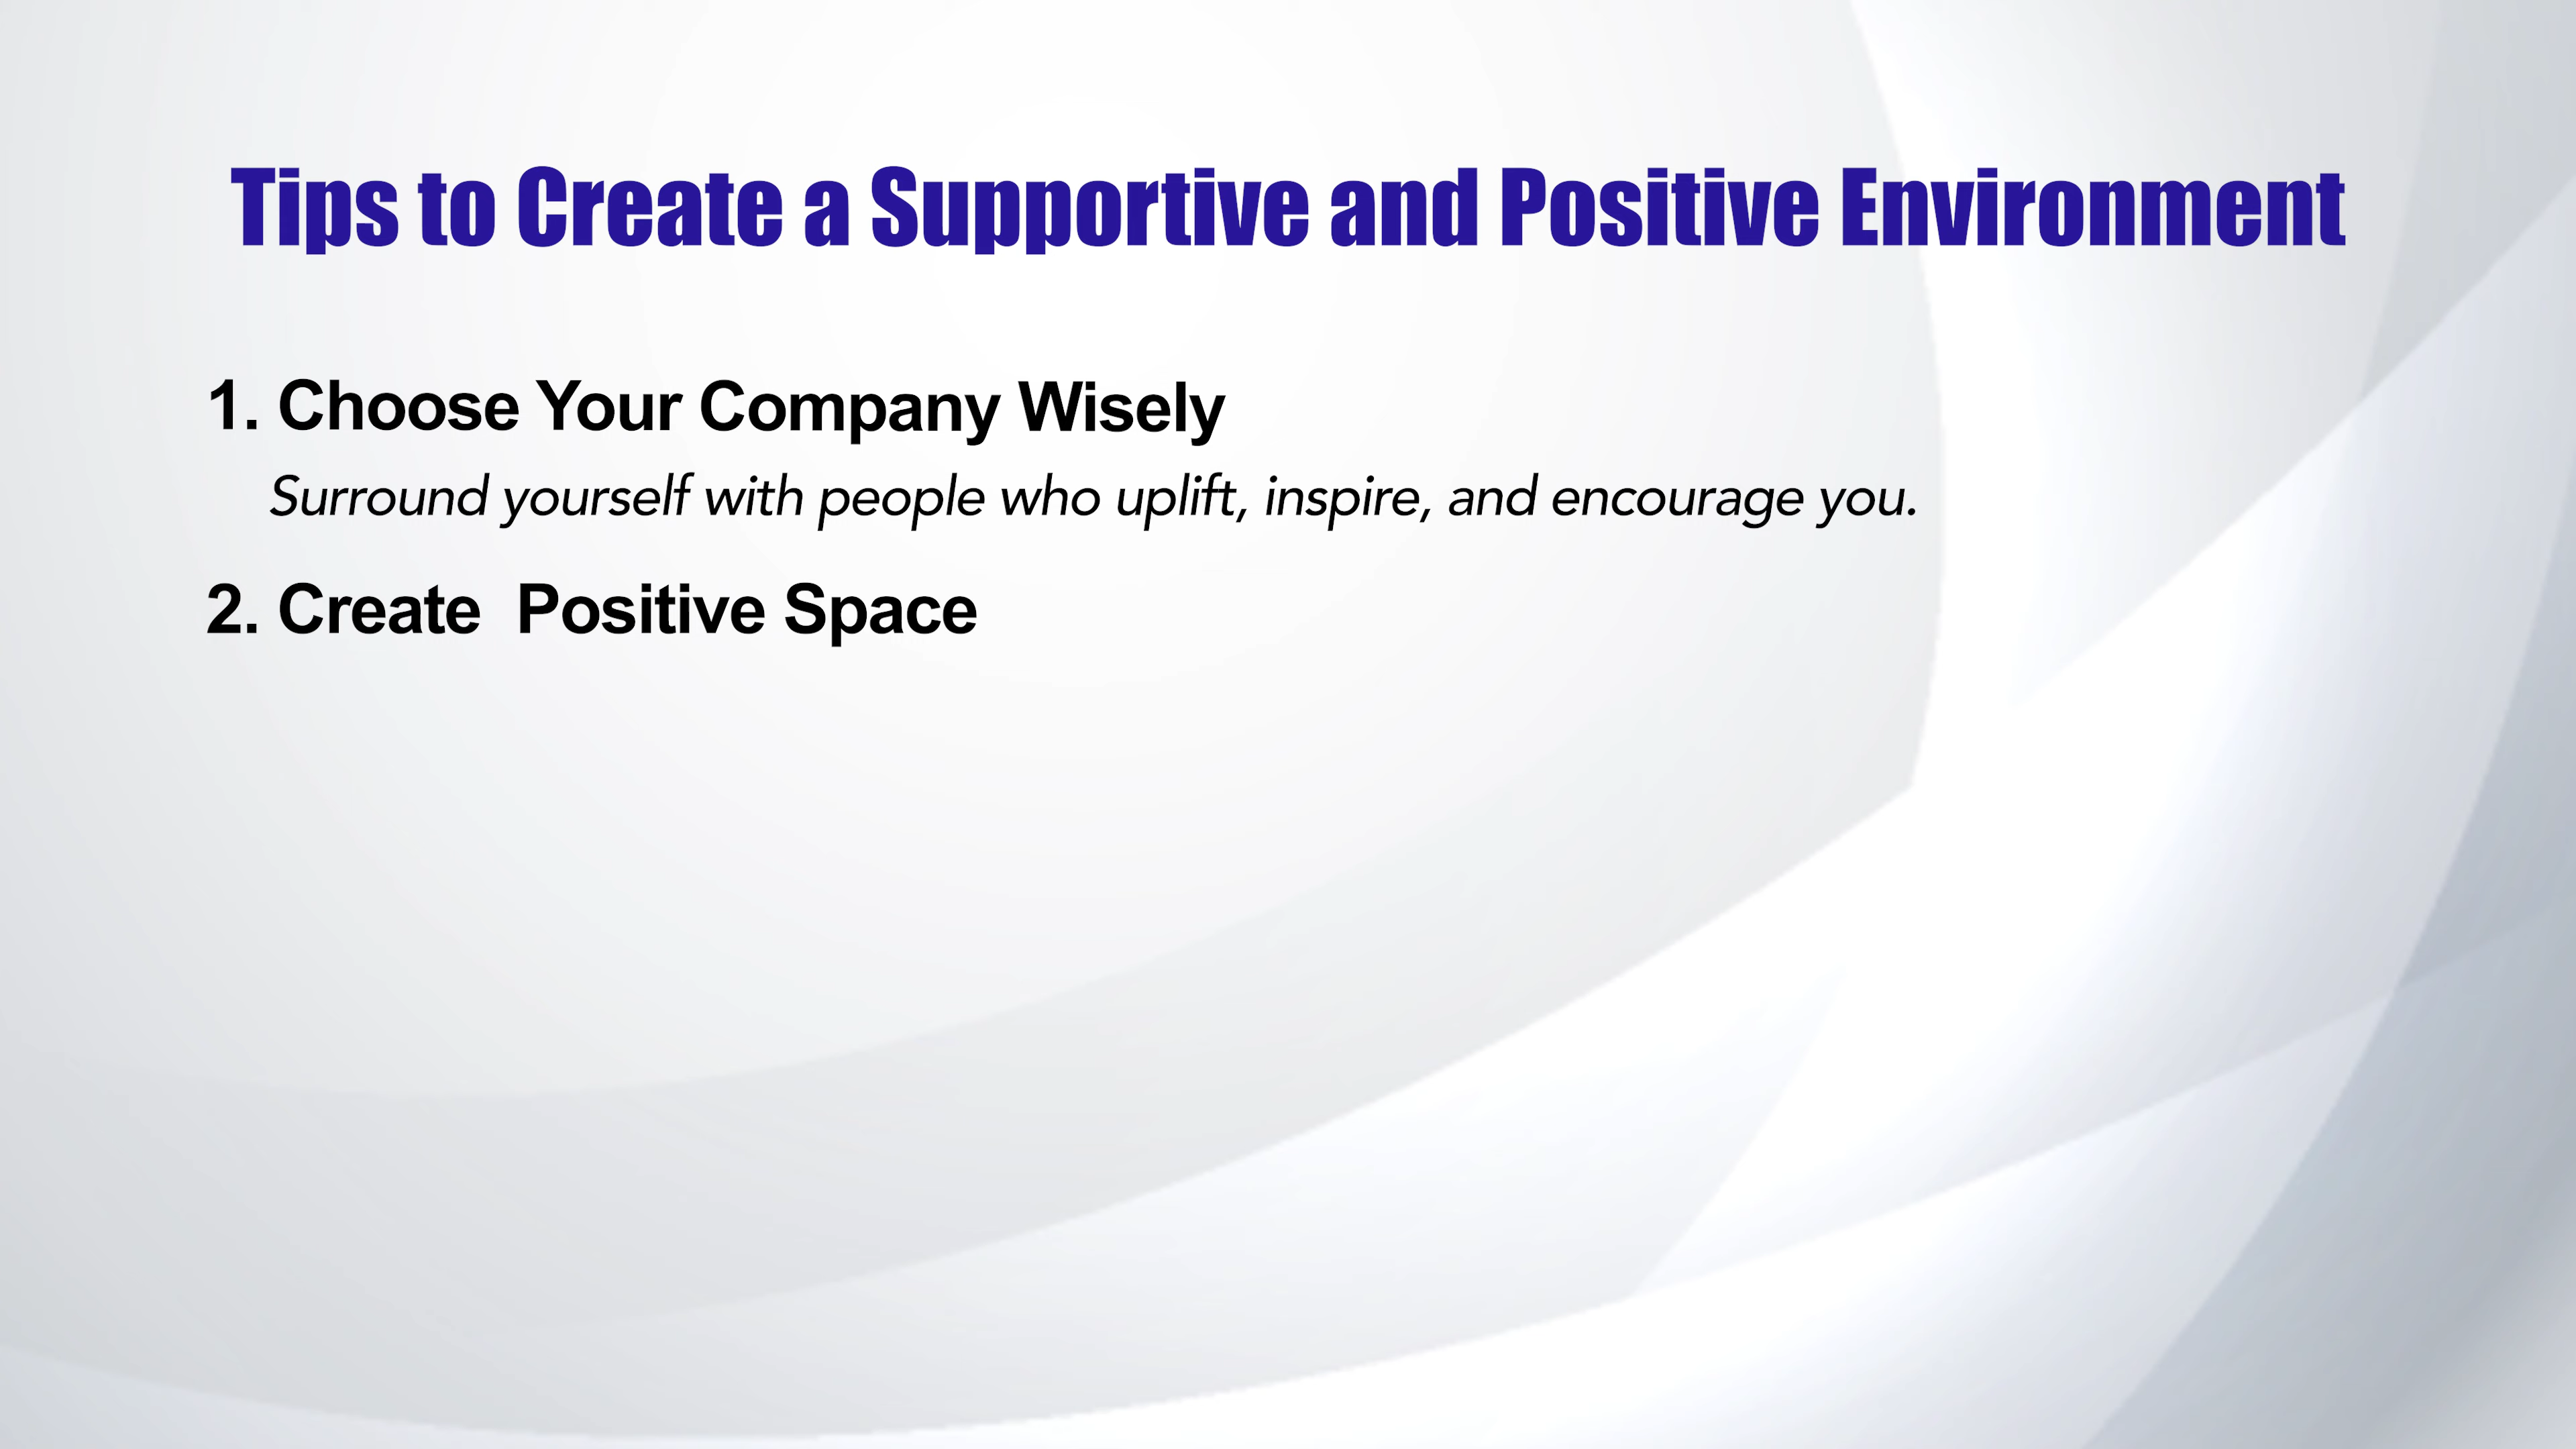 Tips to Create a Supportive and Positive Environment
1. Choose Your Company Wisely
Surround yourself with people who uplift, inspire, and encourage you.
2. Create  Positive Space